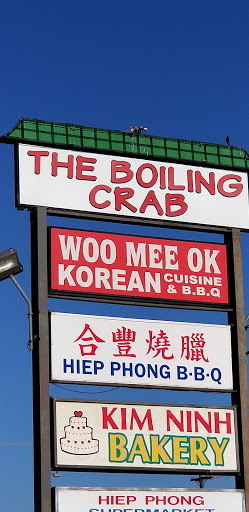 THE BOILING
CRAB
WOO MEE OK
KOREAN CUISINE
& B.B.Q
合豐燒臘
HIEP PHONG B·B·Q
KIM NINH
BAKERY
HIEP PHONG
SUPERMARKET